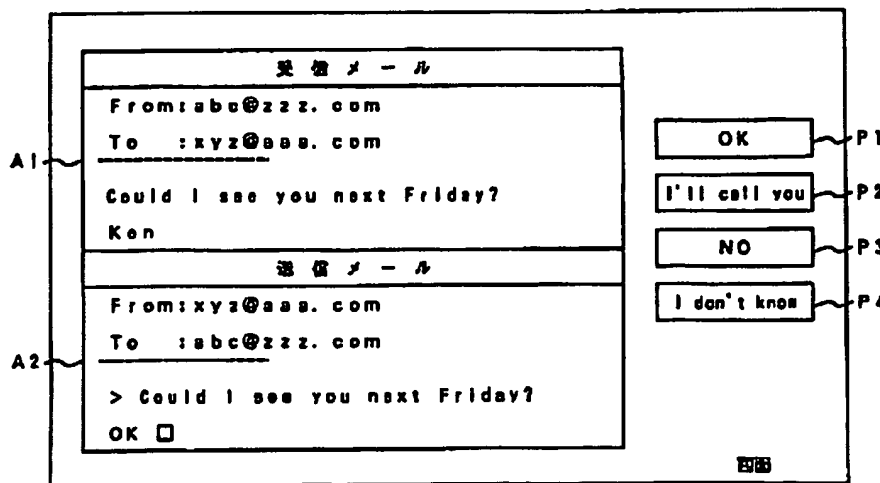 受信メール
From:abc@zzz.com
To :xyz@aaa.com
A1
Could I see you next Friday?
Ken
送信メール
From:xyz@aaa.com
To :abc@zzz.com
A2
> Could I see you next Friday?
OK
OK
P1
I'll call you
P2
NO
P3
I don't know
P4
画面